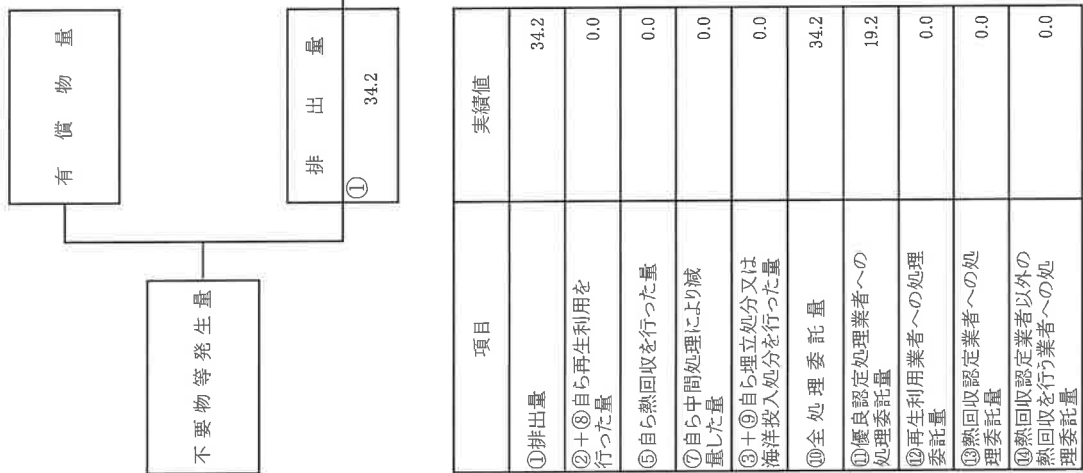 有償物量
不要物等発生量
排出量
①
34.2
項目
実績値
①排出量
34.2
②+⑧自ら再生利用を
行った量
0.0
⑤自ら熱回収を行った量
0.0
⑦自ら中間処理により減
量した量
0.0
③+⑨自ら埋立処分又は
海洋投入処分を行った量
0.0
⑩全処理委託量
34.2
⑪優良認定処理業者への
処理委託量
19.2
⑫再生利用業者への処理
委託量
0.0
⑬熱回収認定業者への処
理委託量
0.0
⑭熱回収認定業者以外の
熱回収を行う業者への処
理委託量
0.0